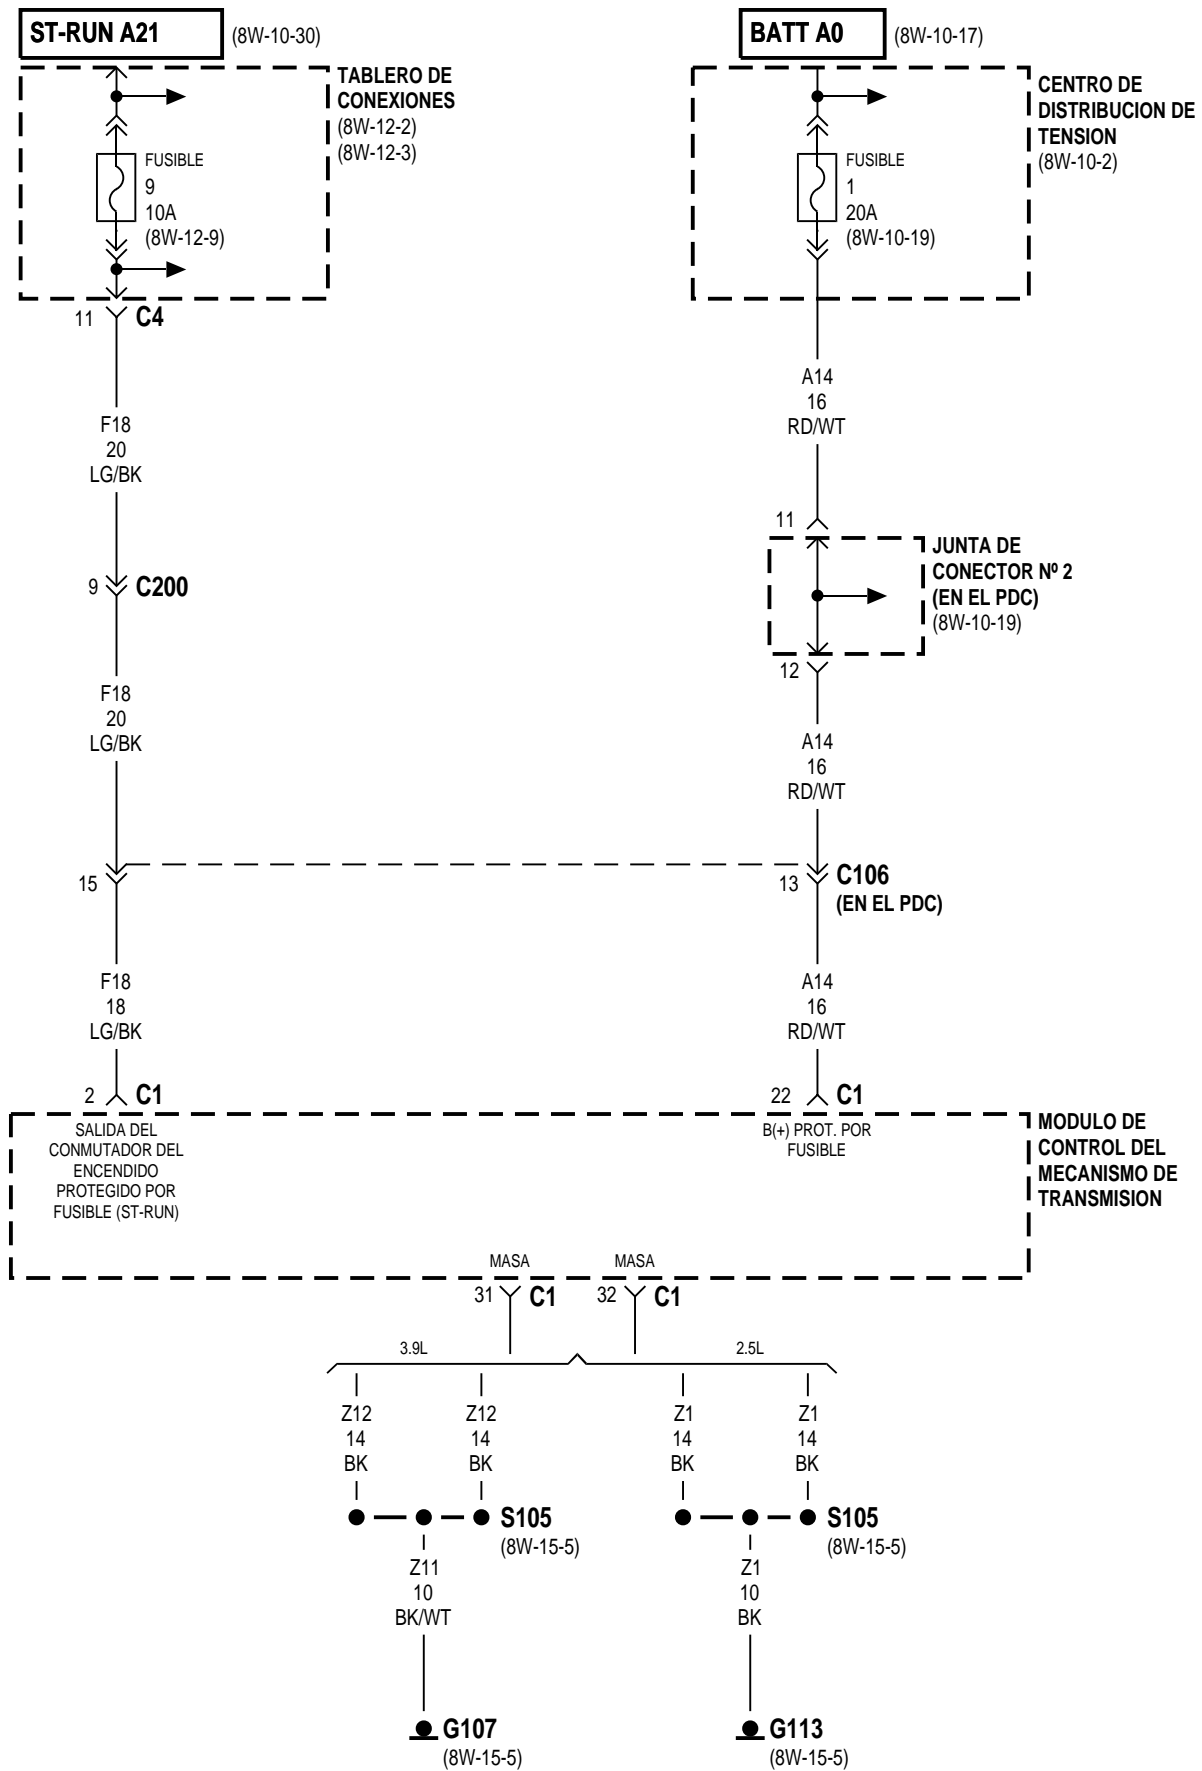 ST-RUN A21
(8W-10-30)
BATT A0
(8W-10-17)
TABLERO DE
CONEXIONES
(8W-12-2)
(8W-12-3)
CENTRO DE
DISTRIBUCION DE
TENSION
(8W-10-2)
FUSIBLE
9
10A
(8W-12-9)
FUSIBLE
1
20A
(8W-10-19)
11
C4
A14
16
RD/WT
F18
20
LG/BK
11
JUNTA DE
CONECTOR Nº 2
(EN EL PDC)
(8W-10-19)
9
C200
12
F18
20
LG/BK
A14
16
RD/WT
15
13
C106
(EN EL PDC)
F18
18
LG/BK
A14
16
RD/WT
2
C1
22
C1
SALIDA DEL
CONMUTADOR DEL
ENCENDIDO
PROTEGIDO POR
FUSIBLE (ST-RUN)
B(+) PROT. POR
FUSIBLE
MODULO DE
CONTROL DEL
MECANISMO DE
TRANSMISION
MASA
MASA
31
C1
32
C1
3.9L
2.5L
Z12
14
BK
Z12
14
BK
Z1
14
BK
Z1
14
BK
S105
(8W-15-5)
S105
(8W-15-5)
Z11
10
BK/WT
Z1
10
BK
G107
(8W-15-5)
G113
(8W-15-5)